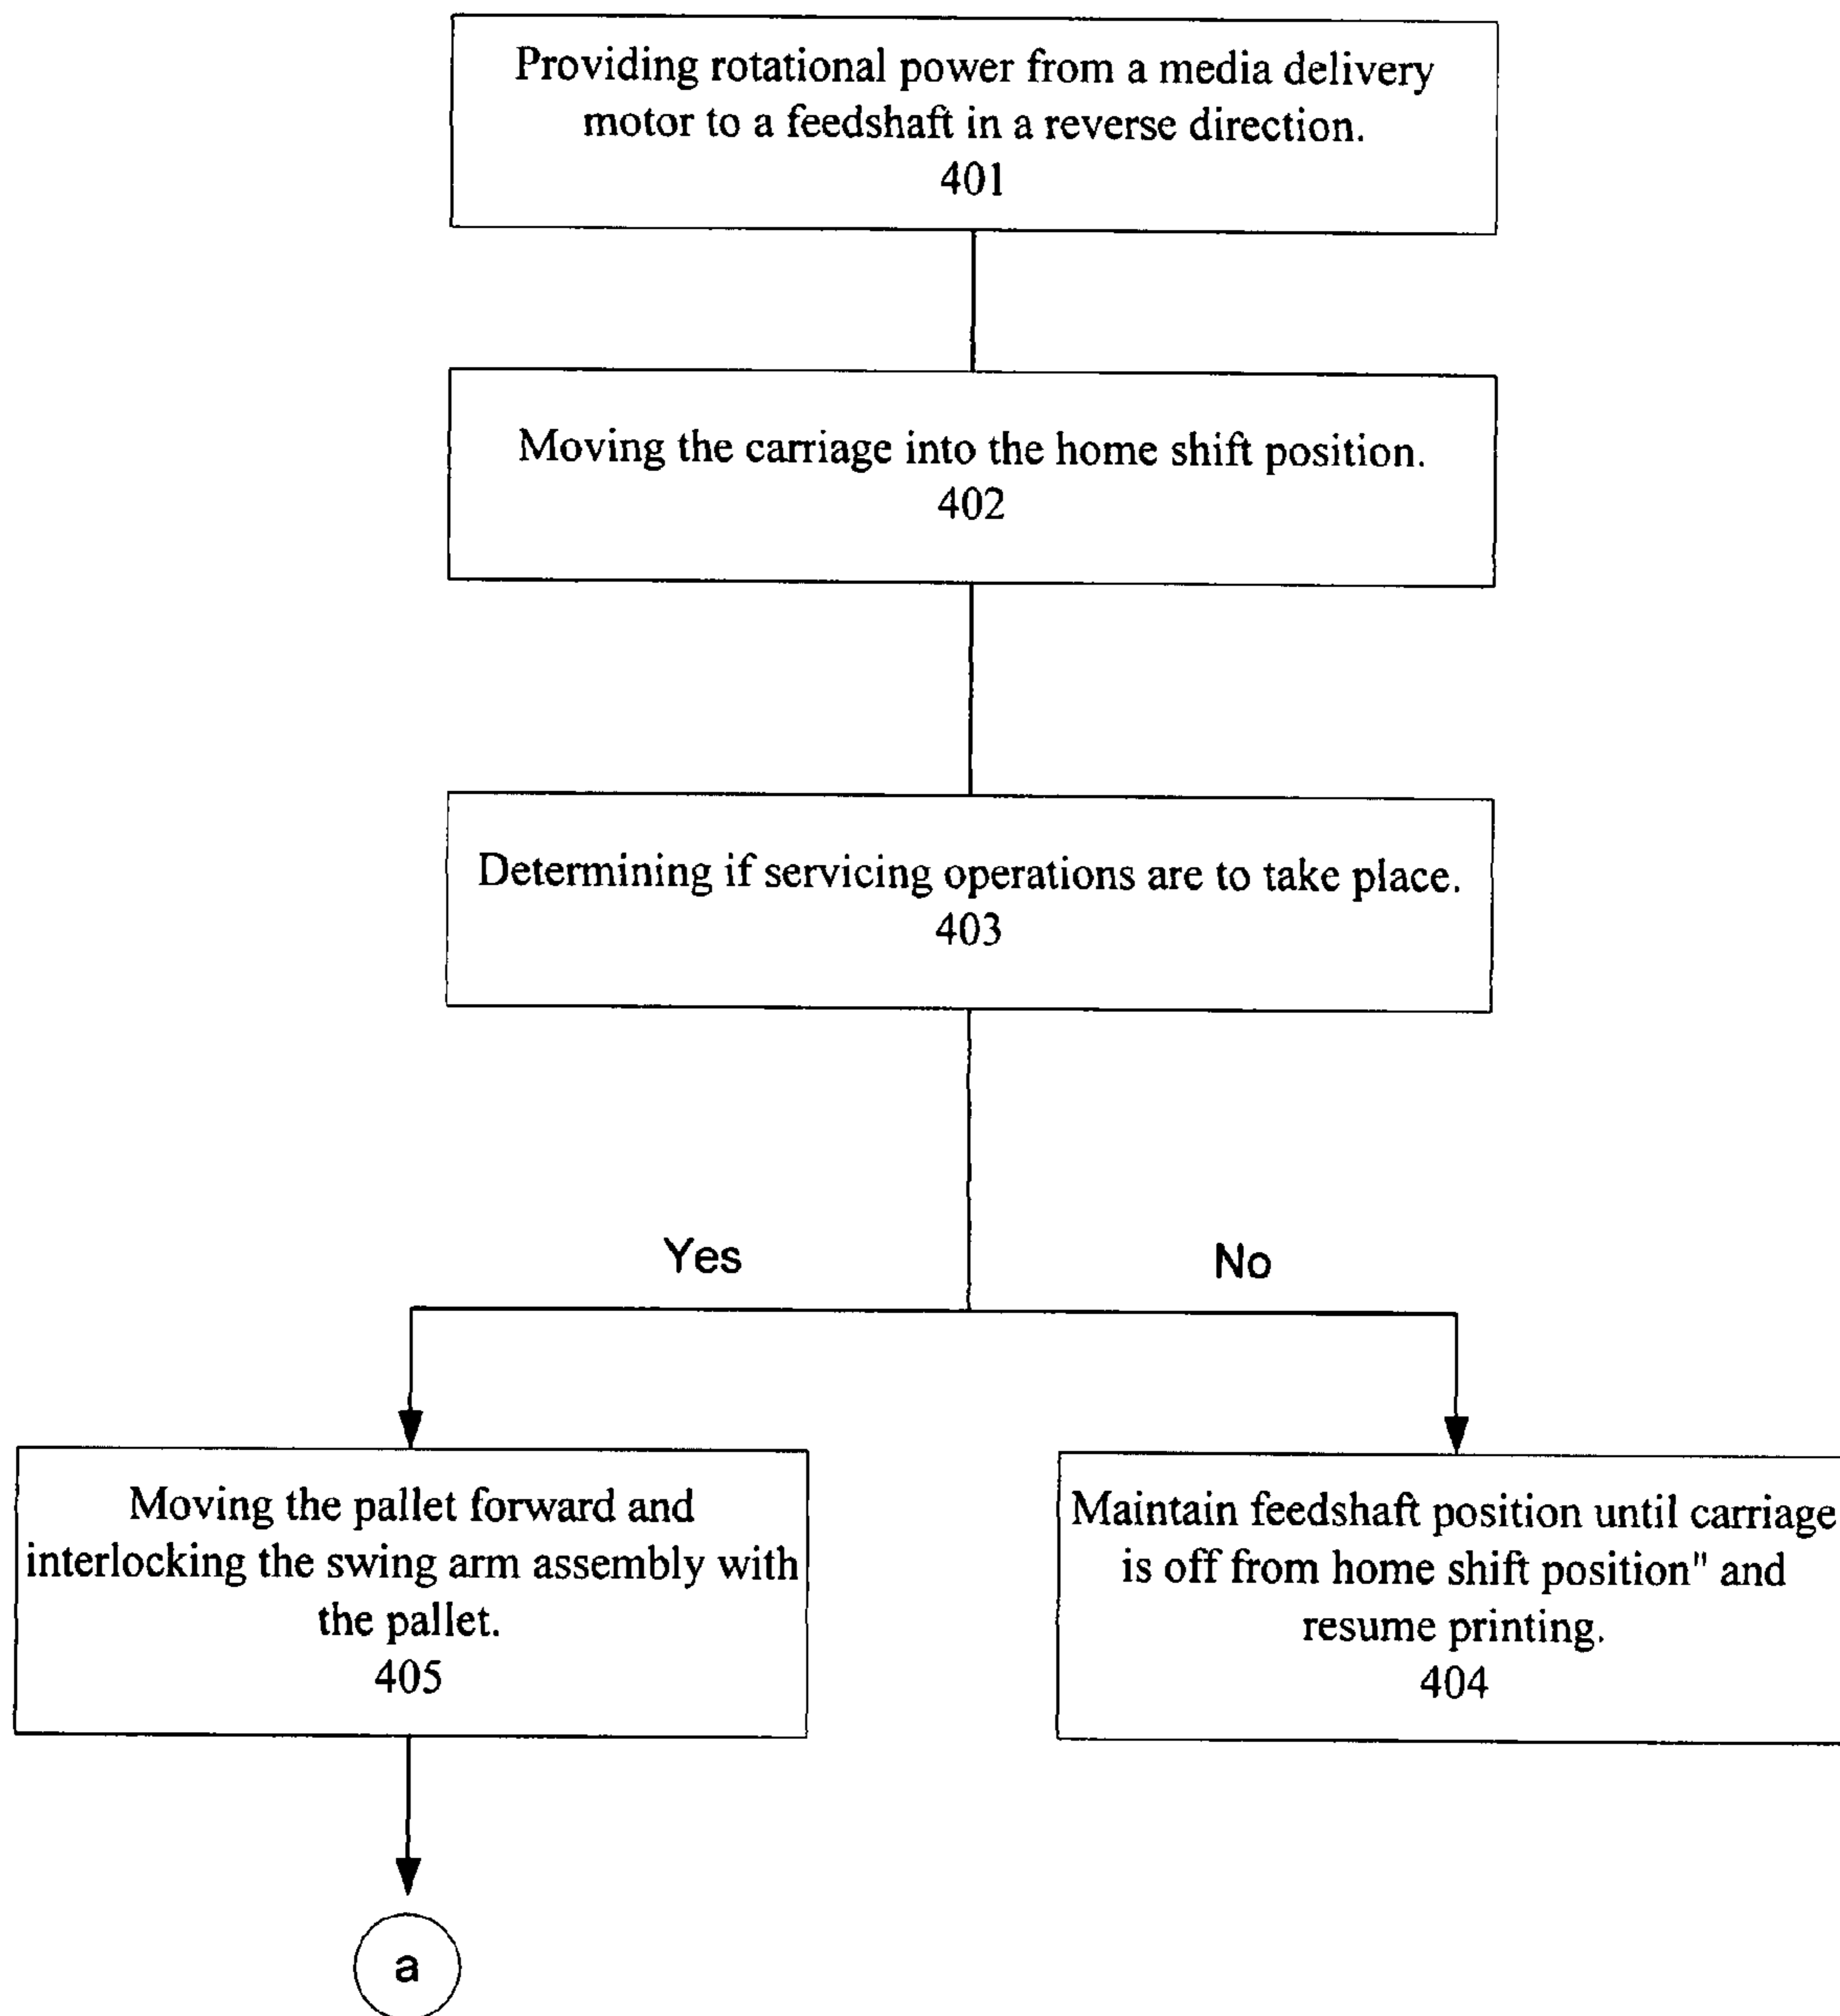 Providing rotational power from a media delivery
motor to a feedshaft in a reverse direction.
401
Moving the carriage into the home shift position.
402
Determining if servicing operations are to take place.
403
Yes
No
Moving the pallet forward and
interlocking the swing arm assembly with
the pallet.
405
Maintain feedshaft position until carriage
is off from home shift position" and
resume printing.
404
a